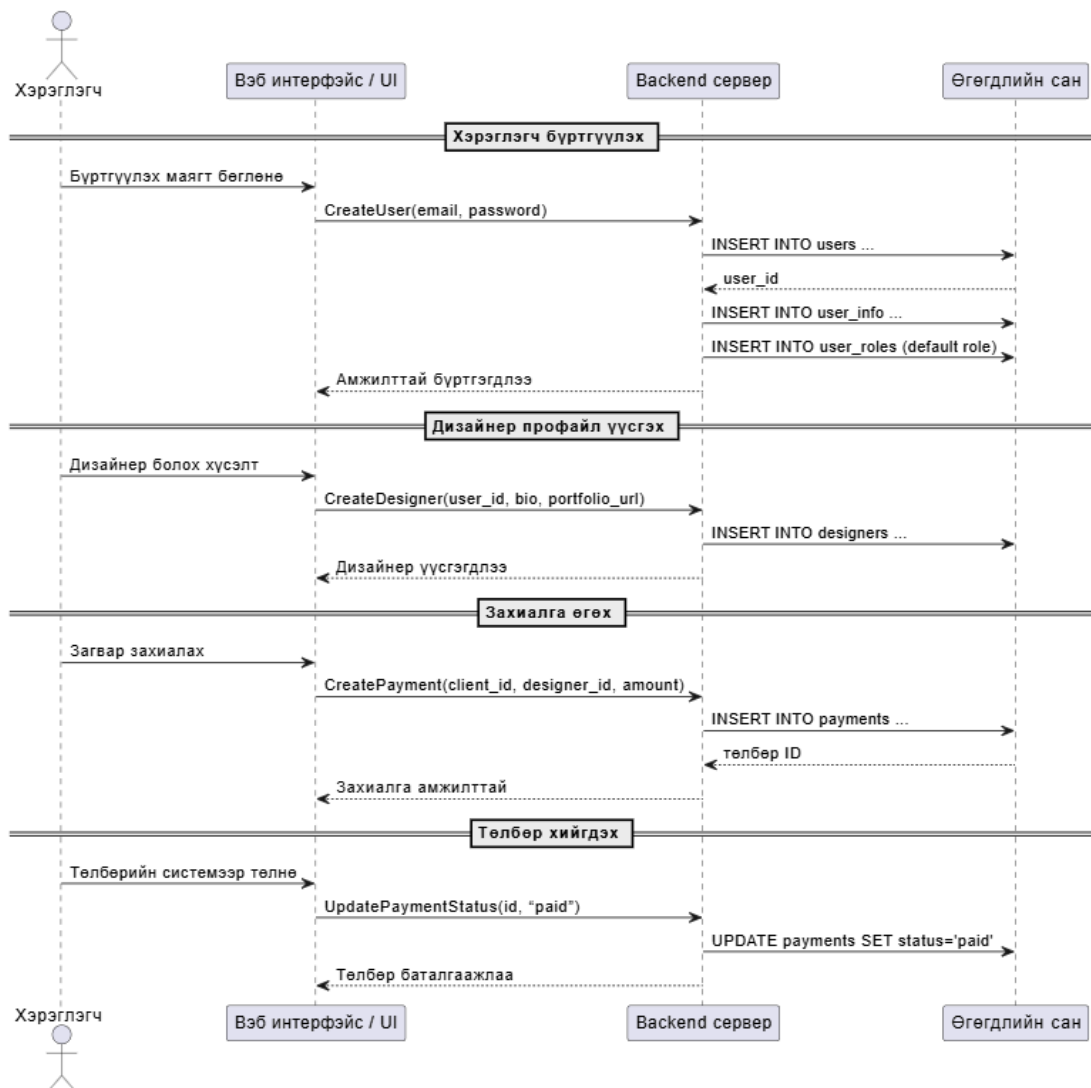 Хэрэглэгч
Вэб интерфэйс / UI
Backend сервер
Өгөгдлийн сан
Хэрэглэгч бүртгүүлэх
Бүртгүүлэх маягт бөглөнө
CreateUser(email, password)
INSERT INTO users ...
user_id
INSERT INTO user_info ...
INSERT INTO user_roles (default role)
Амжилттай бүртгэгдлээ
Дизайнер профайл үүсгэх
Дизайнер болох хүсэлт
CreateDesigner(user_id, bio, portfolio_url)
INSERT INTO designers ...
Дизайнер үүсгэгдлээ
Захиалга өгөх
Загвар захиалах
CreatePayment(client_id, designer_id, amount)
INSERT INTO payments ...
төлбөр ID
Захиалга амжилттай
Төлбөр хийгдэх
Төлбөрийн системээр төлнө
UpdatePaymentStatus(id, “paid”)
UPDATE payments SET status='paid'
Төлбөр баталгаажлаа
Хэрэглэгч
Вэб интерфэйс / UI
Backend сервер
Өгөгдлийн сан